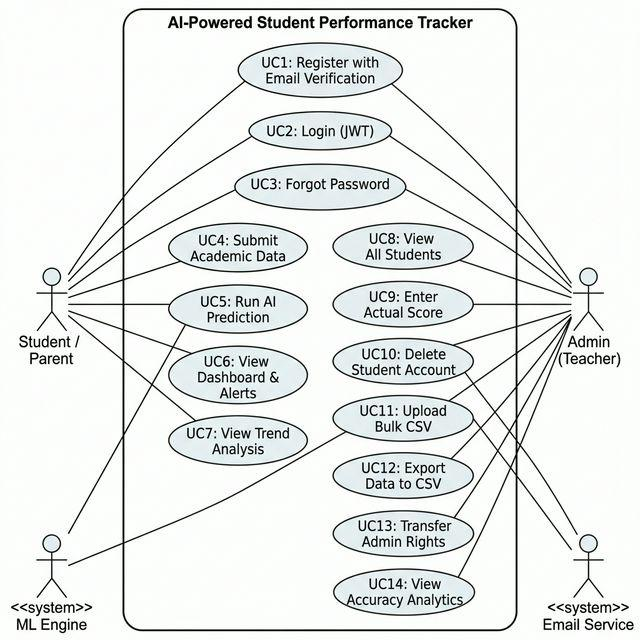 AI-Powered Student Performance Tracker
UC1: Register with
Email Verification
UC2: Login (JWT)
UC3: Forgot Password
UC4: Submit
Academic Data
UC8: View
All Students
UC5: Run AI
Prediction
UC9: Enter
Actual Score
Student /
Parent
Admin
(Teacher)
UC6: View
Dashboard &
Alerts
UC10: Delete
Student Account
UC7: View Trend
Analysis
UC11: Upload
Bulk CSV
UC12: Export
Data to CSV
UC13: Transfer
Admin Rights
UC14: View
Accuracy Analytics
<<system>>
ML Engine
<<system>>
Email Service